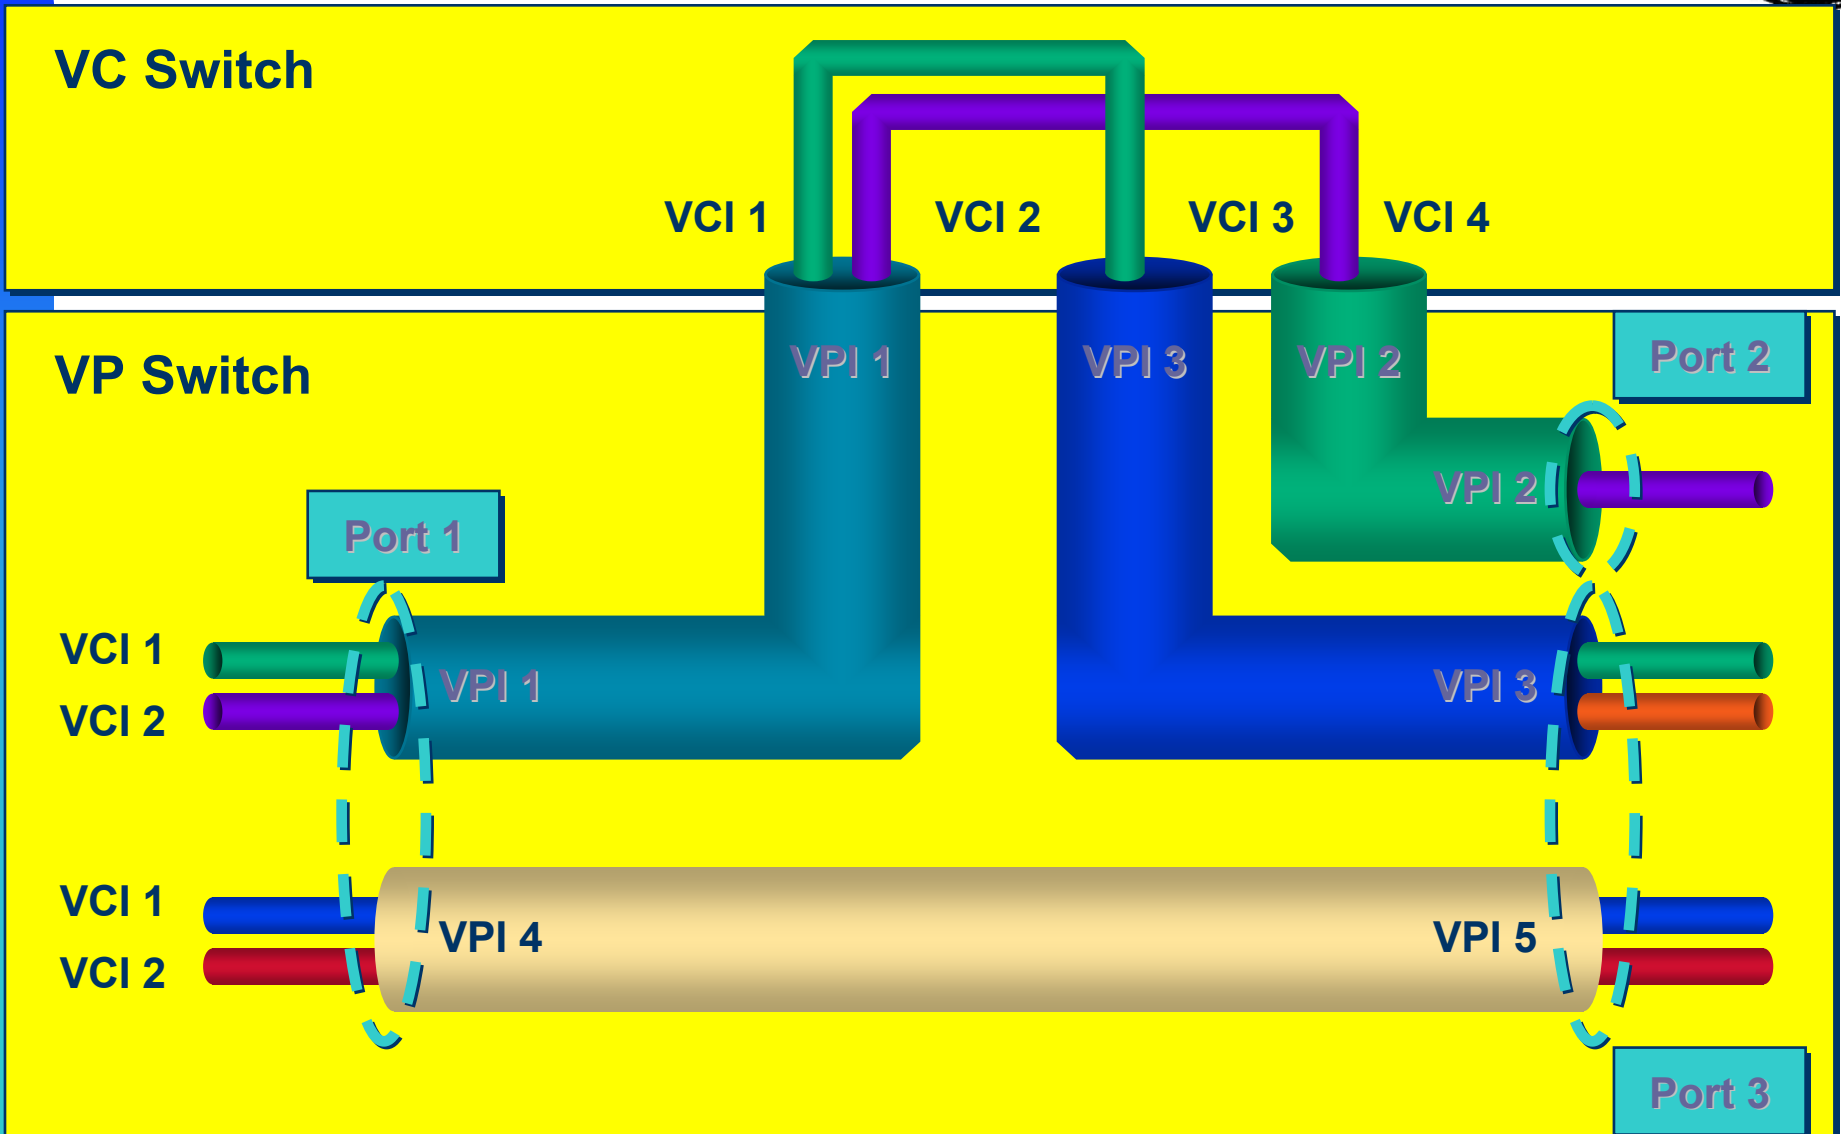 VC Switch
VCI 1
VCI 2
VCI 3
VCI 4
VP Switch
VPI 1
VPI 3
VPI 2
Port 2
VPI 2
Port 1
VCI 1
VPI 1
VPI 3
VCI 2
VCI 1
VPI 4
VPI 5
VCI 2
Port 3